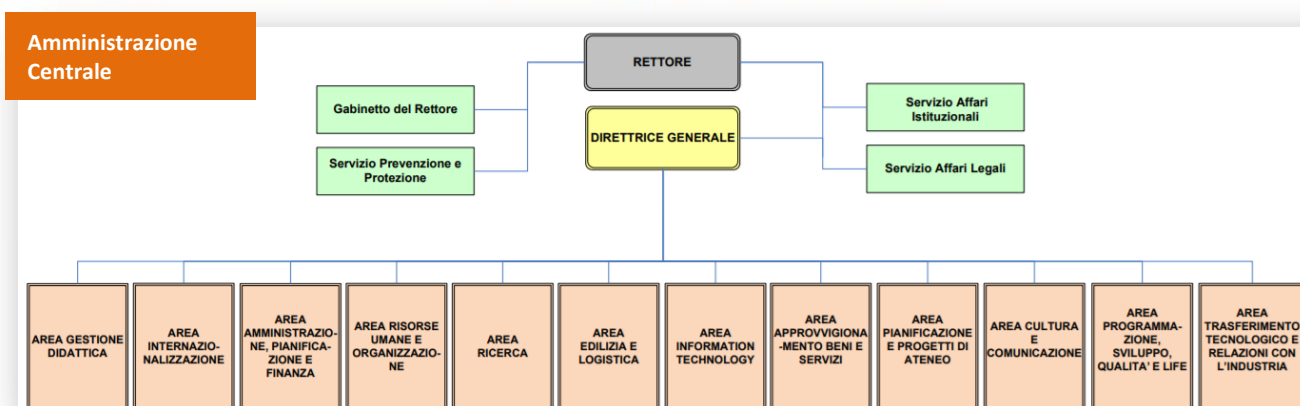 Amministrazione
Centrale
RETTORE
Gabinetto del Rettore
Servizio Affari
Istituzionali
DIRETTRICE GENERALE
Servizio Prevenzione e
Protezione
Servizio Affari Legali
AREA GESTIONE
DIDATTICA
AREA
INTERNAZIO-
NALIZZAZIONE
AREA
AMMINISTRAZIO-
NE, PIANIFICA-
ZIONE E
FINANZA
AREA RISORSE
UMANE E
ORGANIZZAZIO-
NE
AREA
RICERCA
AREA
EDILIZIA E
LOGISTICA
AREA
INFORMATION
TECHNOLOGY
AREA
APPROVVIGIONA
-MENTO BENI E
SERVIZI
AREA
PIANIFICAZIONE
E PROGETTI DI
ATENEO
AREA CULTURA
E
COMUNICAZIONE
AREA
PROGRAMMA-
ZIONE,
SVILUPPO,
QUALITA' E LIFE
AREA
TRASFERIMENTO
TECNOLOGICO E
RELAZIONI CON
L'INDUSTRIA